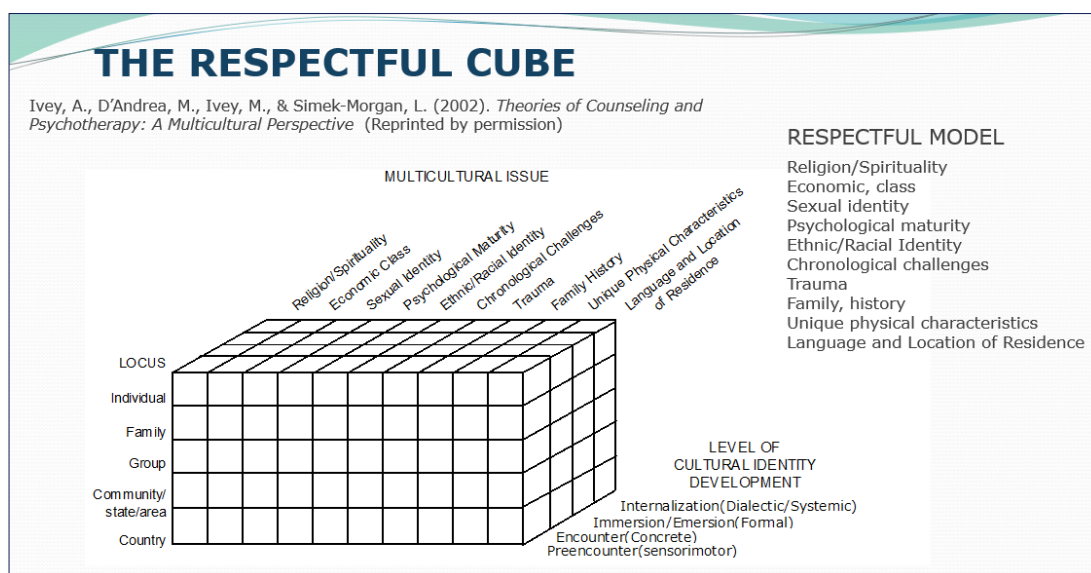 THE RESPECTFUL CUBE
Ivey, A., D’Andrea, M., Ivey, M., & Simek-Morgan, L. (2002). Theories of Counseling and
Psychotherapy: A Multicultural Perspective (Reprinted by permission)
RESPECTFUL MODEL
Religion/Spirituality
Economic, class
Sexual identity
Psychological maturity
Ethnic/Racial Identity
Chronological challenges
Trauma
Family, history
Unique physical characteristics
Language and Location of Residence
MULTICULTURAL ISSUE
Religion/Spirituality
Economic Class
Sexual Identity
Psychological Maturity
Ethnic/Racial Identity
Chronological Challenges
Trauma
Family History
Unique Physical Characteristics
Language and Location
of Residence
LOCUS
Individual
Family
Group
Community/
state/area
Country
LEVEL OF
CULTURAL IDENTITY
DEVELOPMENT
Internalization(Dialectic/Systemic)
Immersion/Emersion(Formal)
Encounter(Concrete)
Preencounter(sensorimotor)